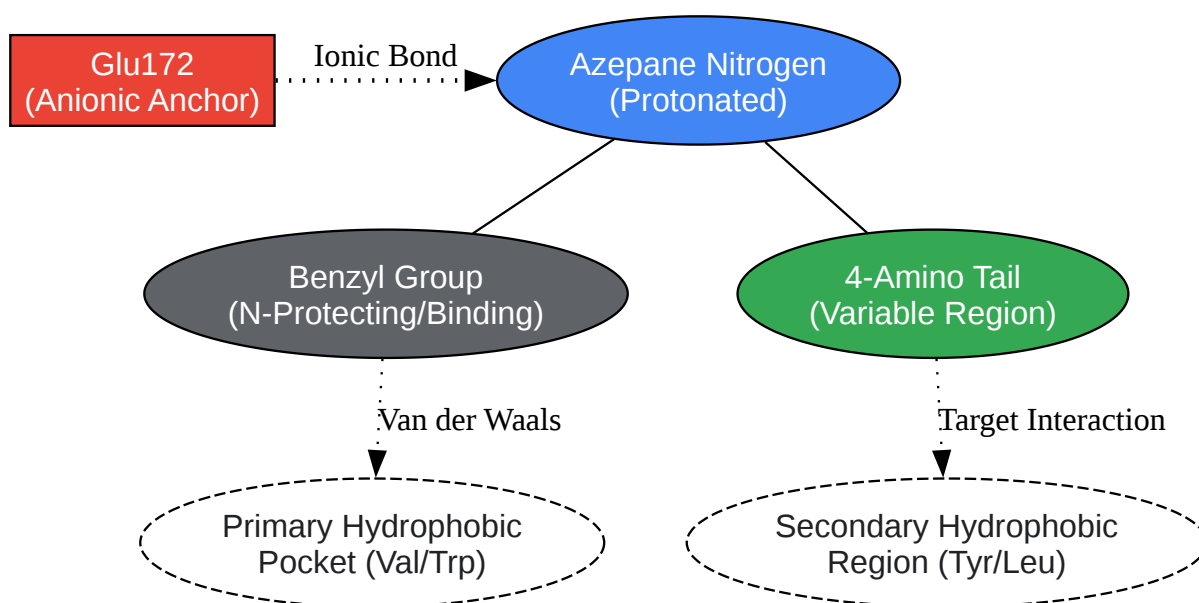 Glu172
(Anionic Anchor)
Ionic Bond
Azepane Nitrogen
(Protonated)
Benzyl Group
(N-Protecting/Binding)
4-Amino Tail
(Variable Region)
Van der Waals
Target Interaction
Primary Hydrophobic
Pocket (Val/Trp)
Secondary Hydrophobic
Region (Tyr/Leu)